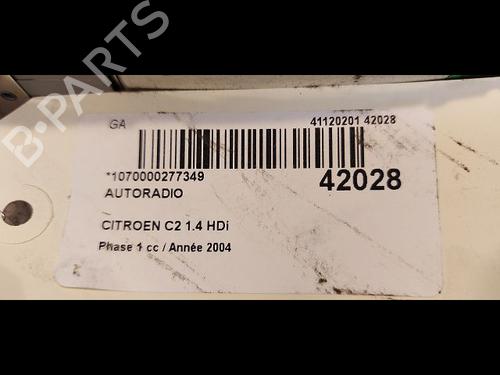 GA
41120201 42028
*1070000277349
42028
AUTORADIO
CITROEN C2 1.4 HDi
Phase 1 cc / Année 2004
B-PARTS